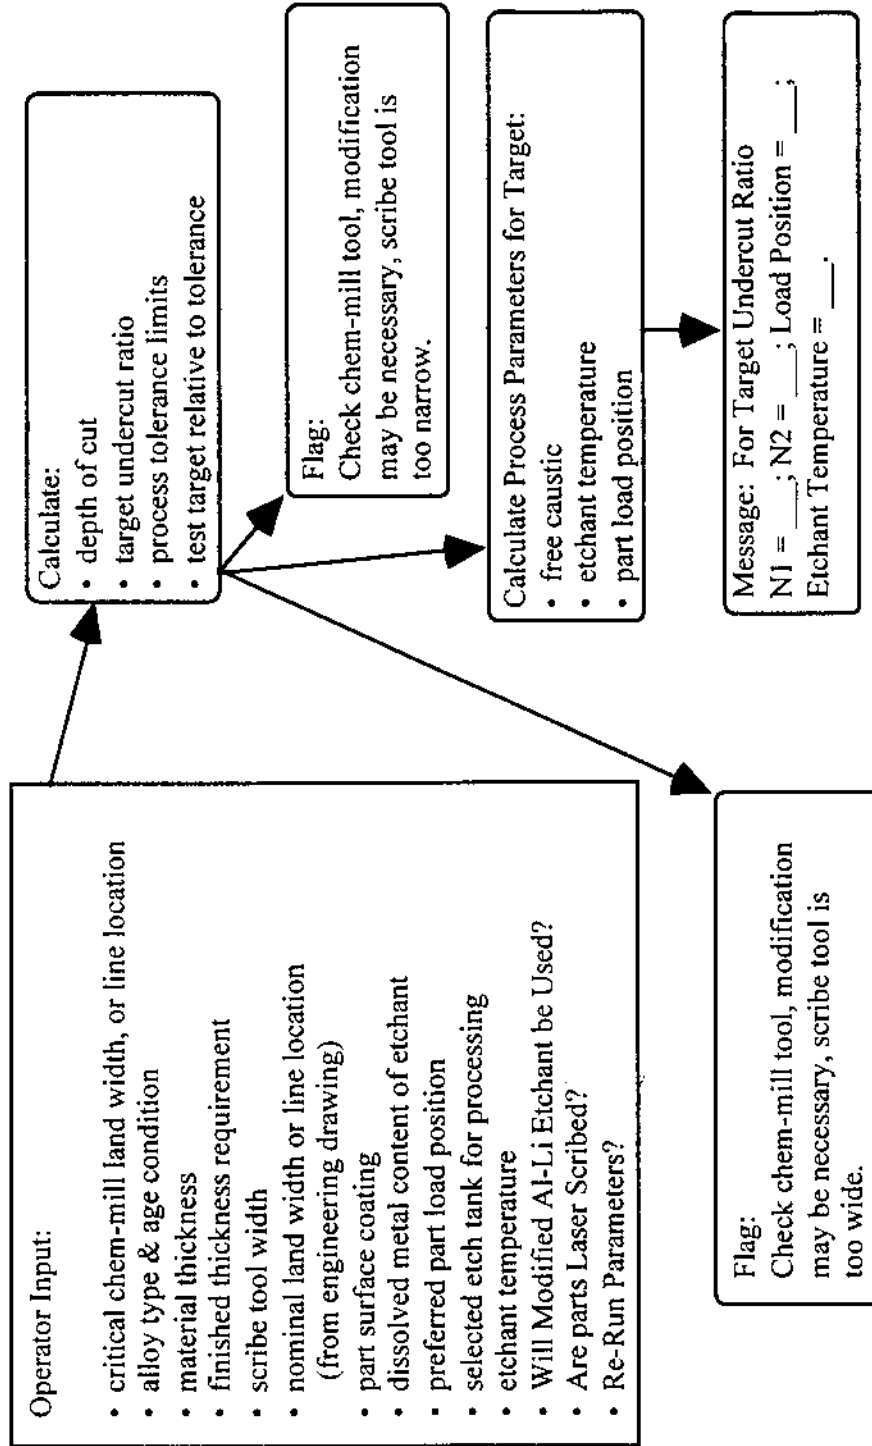 Operator Input:
• critical chem-mill land width, or line location
• alloy type & age condition
• material thickness
• finished thickness requirement
• scribe tool width
• nominal land width or line location
(from engineering drawing)
• part surface coating
• dissolved metal content of etchant
• preferred part load position
• selected etch tank for processing
• etchant temperature
• Will Modified Al-Li Etchant be Used?
• Are parts Laser Scribed?
• Re-Run Parameters?
Calculate:
• depth of cut
• target undercut ratio
• process tolerance limits
• test target relative to tolerance
Flag:
Check chem-mill tool, modification
may be necessary, scribe tool is
too narrow.
Calculate Process Parameters for Target:
• free caustic
• etchant temperature
• part load position
Message: For Target Undercut Ratio
N1 = ___; N2 = ___; Load Position = ___;
Etchant Temperature = ___.
Flag:
Check chem-mill tool, modification
may be necessary, scribe tool is
too wide.